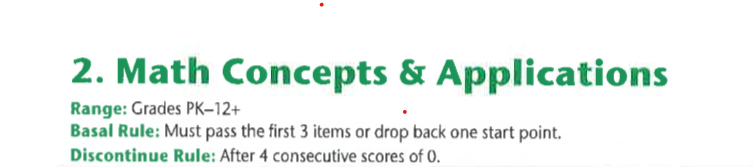 2. Math Concepts & Applications
Range: Grades PK–12+
Basal Rule: Must pass the first 3 items or drop back one start point.
Discontinue Rule: After 4 consecutive scores of 0.